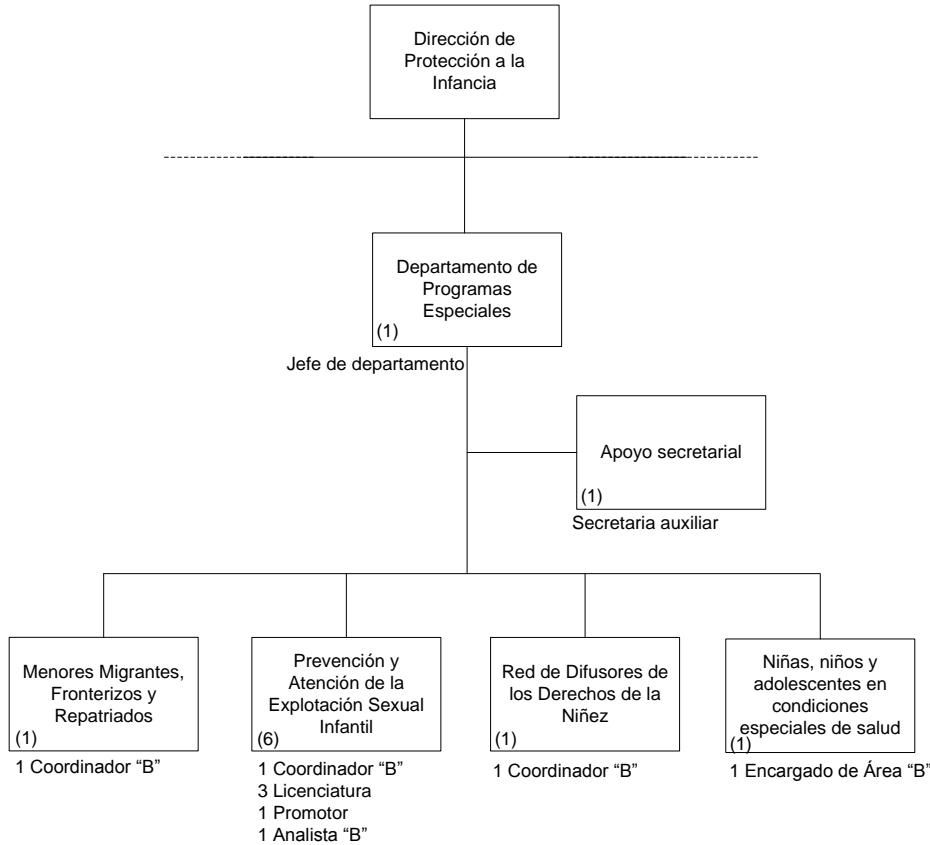 Dirección de
Protección a la
Infancia
Departamento de
Programas
Especiales
(1)
Jefe de departamento
Apoyo secretarial
(1)
Secretaria auxiliar
Menores Migrantes,
Fronterizos y
Repatriados
(1)
1 Coordinador “B”
Prevención y
Atención de la
Explotación Sexual
Infantil
(6)
1 Coordinador “B”
3 Licenciatura
1 Promotor
1 Analista “B”
Red de Difusores de
los Derechos de la
Niñez
(1)
1 Coordinador “B”
Niñas, niños y
adolescentes en
condiciones
especiales de salud
(1)
1 Encargado de Área “B”